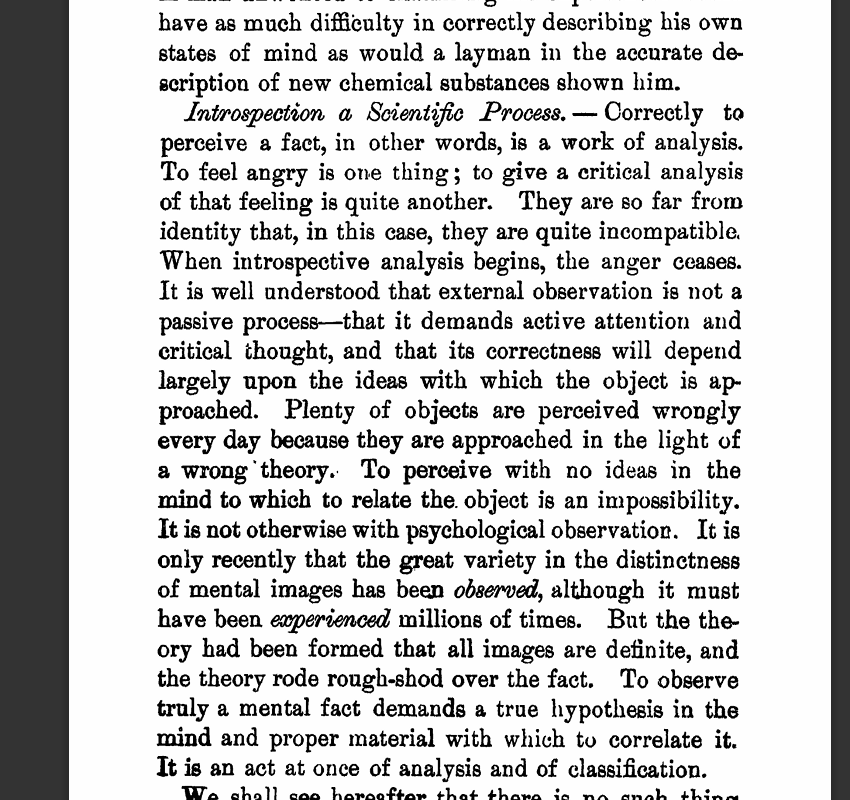 have as much difficulty in correctly describing his own
states of mind as would a layman in the accurate de-
scription of new chemical substances shown him.
Introspection a Scientific Process. — Correctly to
perceive a fact, in other words, is a work of analysis.
To feel angry is one thing; to give a critical analysis
of that feeling is quite another. They are so far from
identity that, in this case, they are quite incompatible.
When introspective analysis begins, the anger ceases.
It is well understood that external observation is not a
passive process—that it demands active attention and
critical thought, and that its correctness will depend
largely upon the ideas with which the object is ap-
proached. Plenty of objects are perceived wrongly
every day because they are approached in the light of
a wrong theory. To perceive with no ideas in the
mind to which to relate the object is an impossibility.
It is not otherwise with psychological observation. It is
only recently that the great variety in the distinctness
of mental images has been observed, although it must
have been experienced millions of times. But the the-
ory had been formed that all images are definite, and
the theory rode rough-shod over the fact. To observe
truly a mental fact demands a true hypothesis in the
mind and proper material with which to correlate it.
It is an act at once of analysis and of classification.
We shall see hereafter that there is no such thing